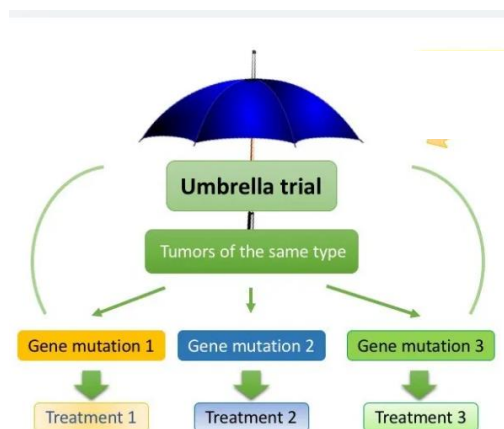 Umbrella trial
Tumors of the same type
Gene mutation 1
Gene mutation 2
Gene mutation 3
Treatment 1
Treatment 2
Treatment 3